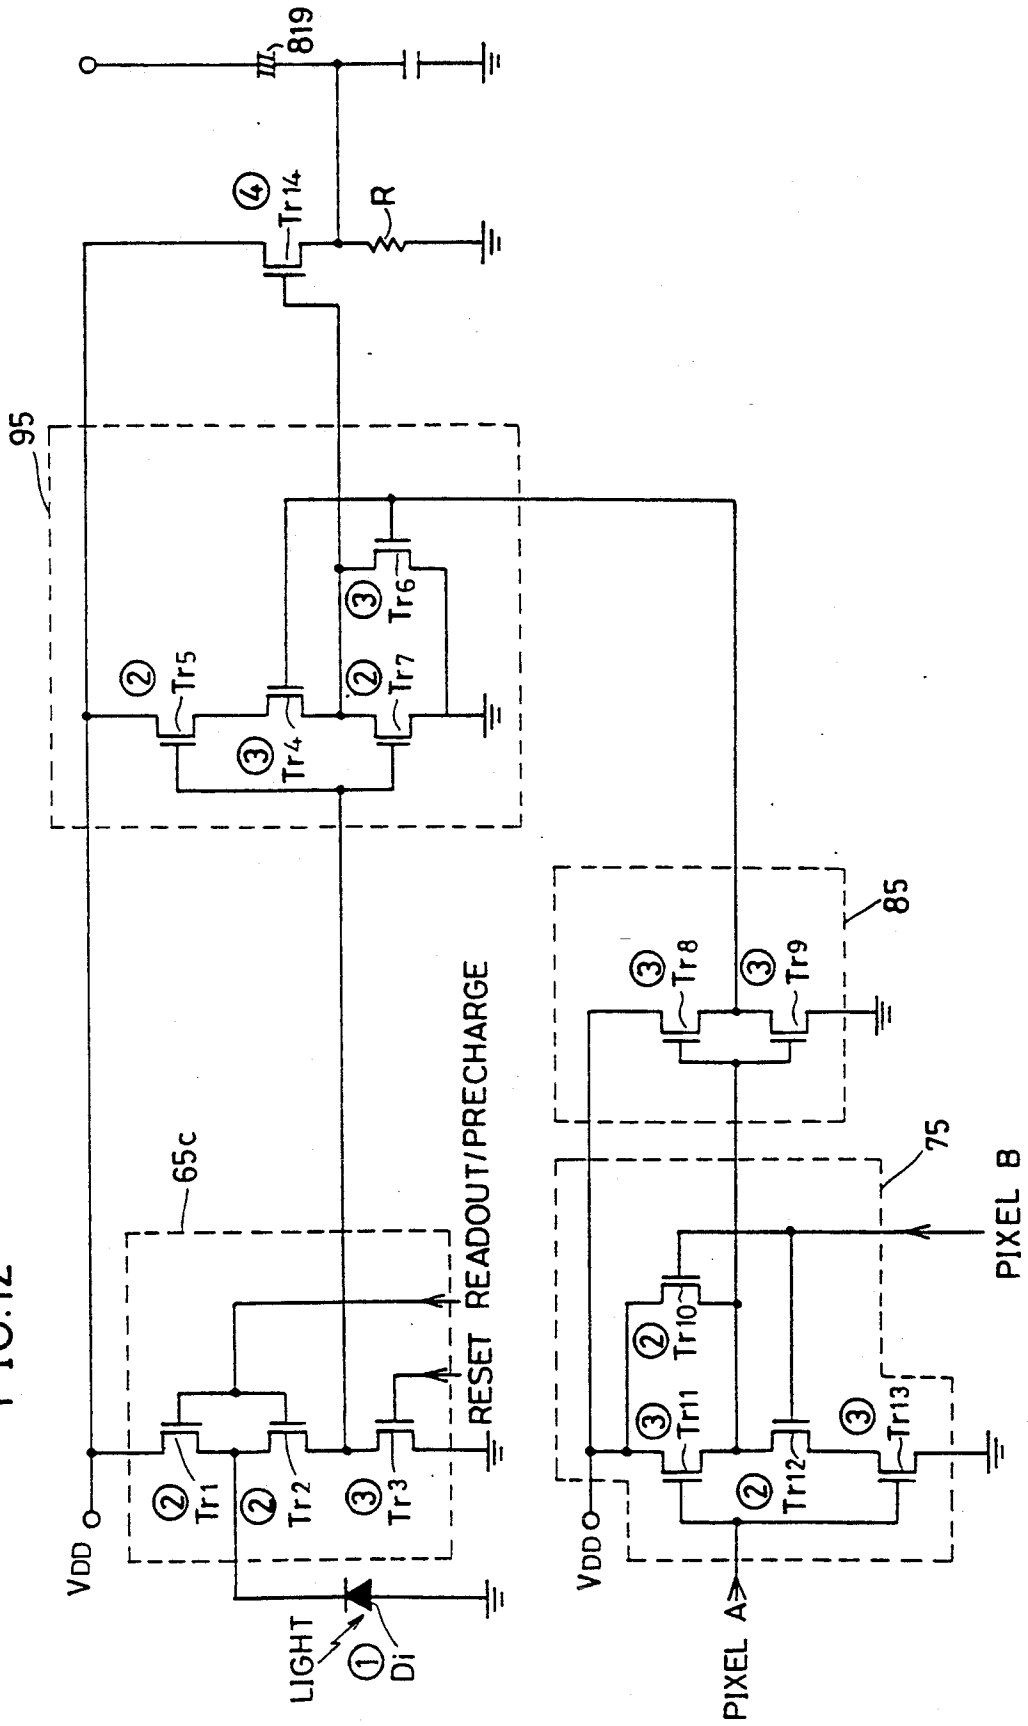 FIG.12
VDD
65c
95
819
② Tr1
② Tr2
③ Tr3
LIGHT
① Di
RESET
READOUT/PRECHARGE
② Tr5
③ Tr4
② Tr7
③ Tr6
④ Tr14
R
VDD
75
85
PIXEL A
PIXEL B
③ Tr11
② Tr10
② Tr12
③ Tr13
③ Tr8
③ Tr9